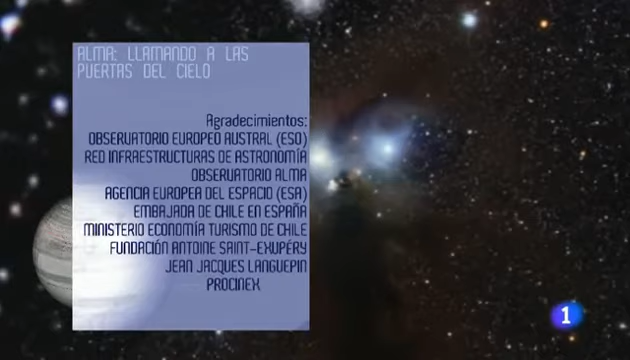 ALMA: LLAMANDO A LAS
PUERTAS DEL CIELO
Agradecimientos:
OBSERVATORIO EUROPEO AUSTRAL (ESO)
RED INFRAESTRUCTURAS DE ASTRONOMÍA
OBSERVATORIO ALMA
AGENCIA EUROPEA DEL ESPACIO (ESA)
EMBAJADA DE CHILE EN ESPAÑA
MINISTERIO ECONOMÍA TURISMO DE CHILE
FUNDACIÓN ANTOINE SAINT-EXUPÉRY
JEAN JACQUES LANGUEPIN
PROCINEX
1